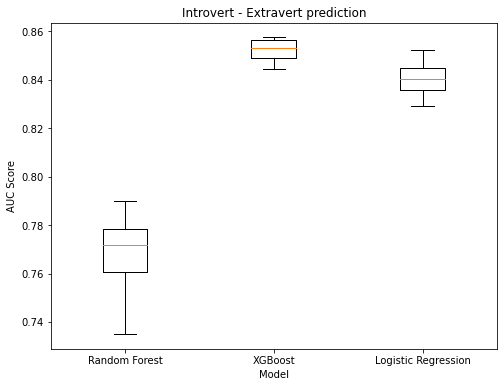 Introvert - Extravert prediction
AUC Score
0.86
0.84
0.82
0.80
0.78
0.76
0.74
Random Forest
XGBoost
Logistic Regression
Model